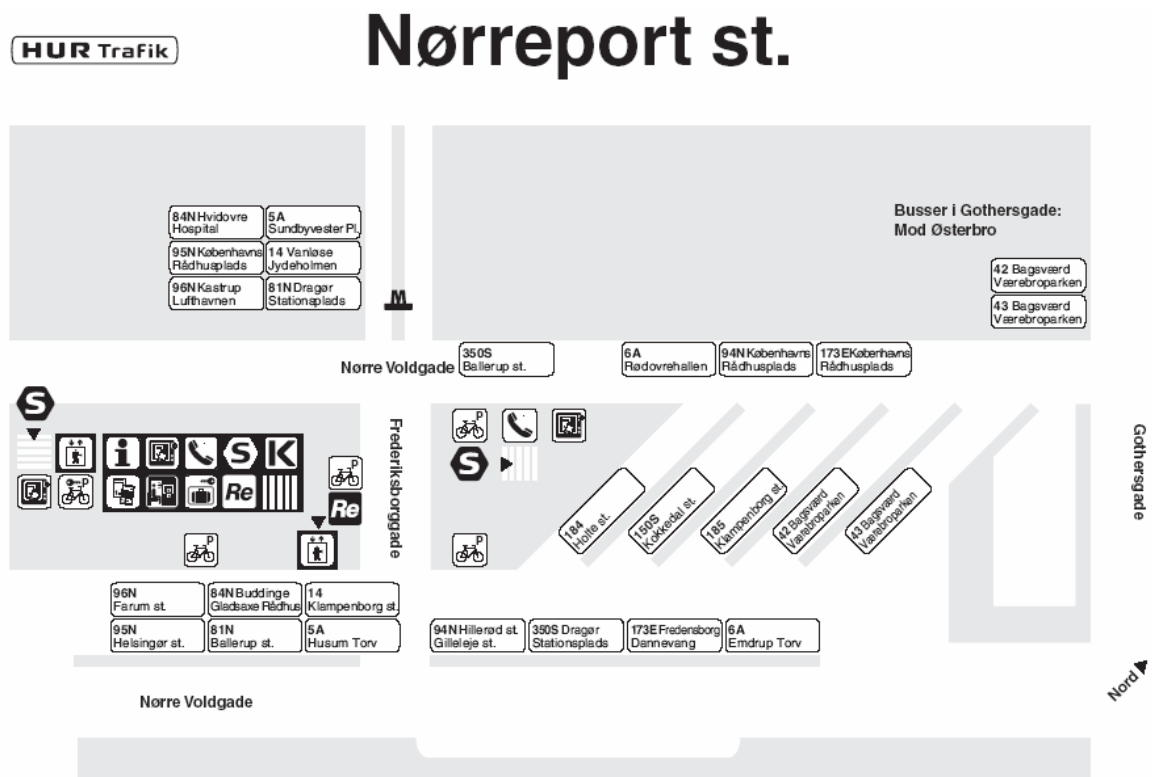 HUR Trafik
Nørreport st.
84N Hvidovre
Hospital
5A
Sundbyvester Pl.
95N Københavns
Rådhusplads
14 Vanløse
Jydeholmen
96N Kastrup
Lufthavnen
81N Dragør
Stationsplads
Busser i Gothersgade:
Mod Østerbro
42 Bagsværd
Værebroparken
43 Bagsværd
Værebroparken
M
Nørre Voldgade
350S
Ballerup st.
6A
Rødovrehallen
94N Københavns
Rådhusplads
173E Københavns
Rådhusplads
S
Frederiksborggade
Gothersgade
i
S
K
P
P
Re
Re
P
P
S
P
184
Holte st.
150S
Kokkedal st.
185
Klampenborg st.
42 Bagsværd
Værebroparken
43 Bagsværd
Værebroparken
96N
Farum st.
84N Buddinge
Gladsaxe Rådhus
14
Klampenborg st.
95N
Helsingør st.
81N
Ballerup st.
5A
Husum Torv
94N Hillerød st.
Gilleleje st.
350S Dragør
Stationsplads
173E Fredensborg
Dannevang
6A
Emdrup Torv
Nord
Nørre Voldgade